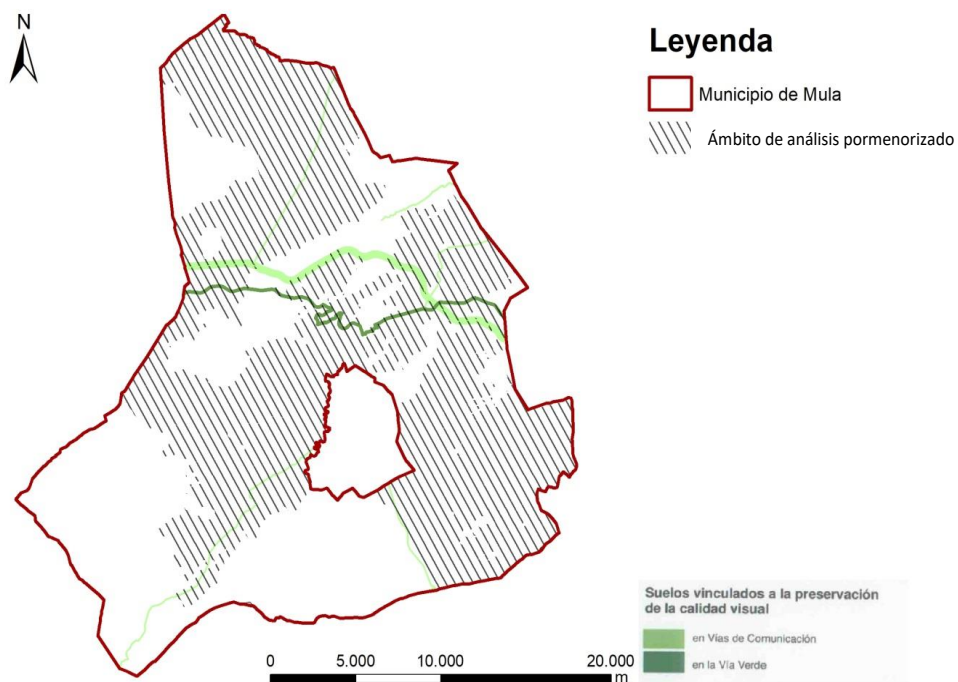 N
Leyenda
Municipio de Mula
Ámbito de análisis pormenorizado
Suelos vinculados a la preservación
de la calidad visual
en Vías de Comunicación
en la Vía Verde
0 5.000 10.000 20.000
m